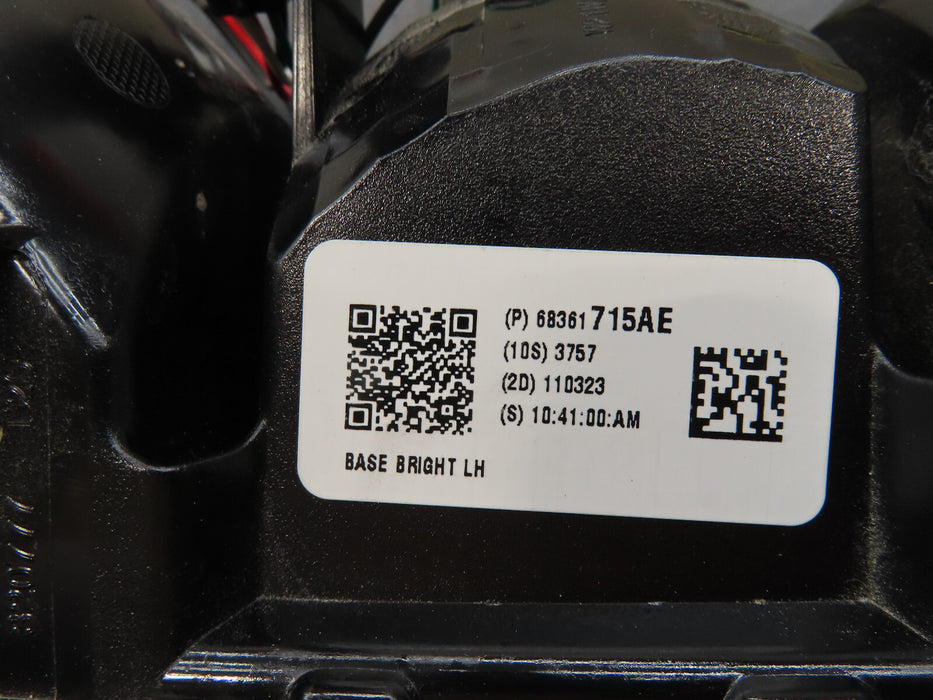 (P) 68361715AE
(10S) 3757
(2D) 110323
(S) 10:41:00:AM
BASE BRIGHT LH